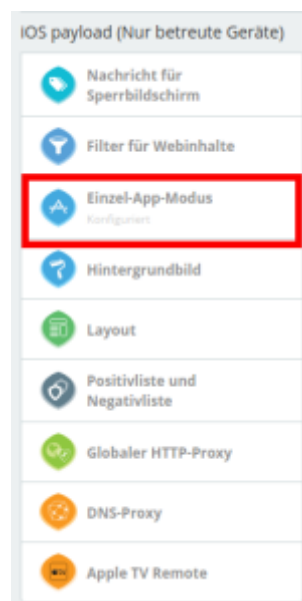 IOS payload (Nur betreute Geräte)
Nachricht für
Sperrbildschirm
Filter für Webinhalte
Einzel-App-Modus
Konfiguriert
Hintergrundbild
Layout
Positivliste und
Negativliste
Globaler HTTP-Proxy
DNS-Proxy
Apple TV Remote